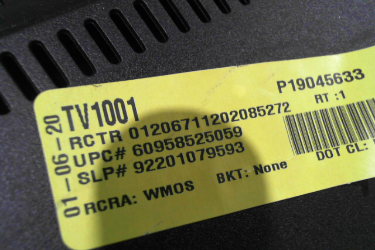 01-06-20
TV1001
P19045633
RCTR 01206711202085272
RT :1
UPC# 60958525059
SLP# 92201079593
RCRA: WMOS BKT: None DOT CL: